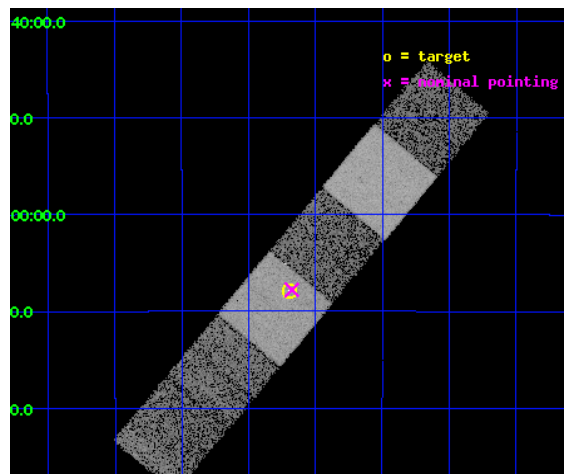 40:00.0
o = target
x = nominal pointing
0.0
00:00.0
0.0
0.0